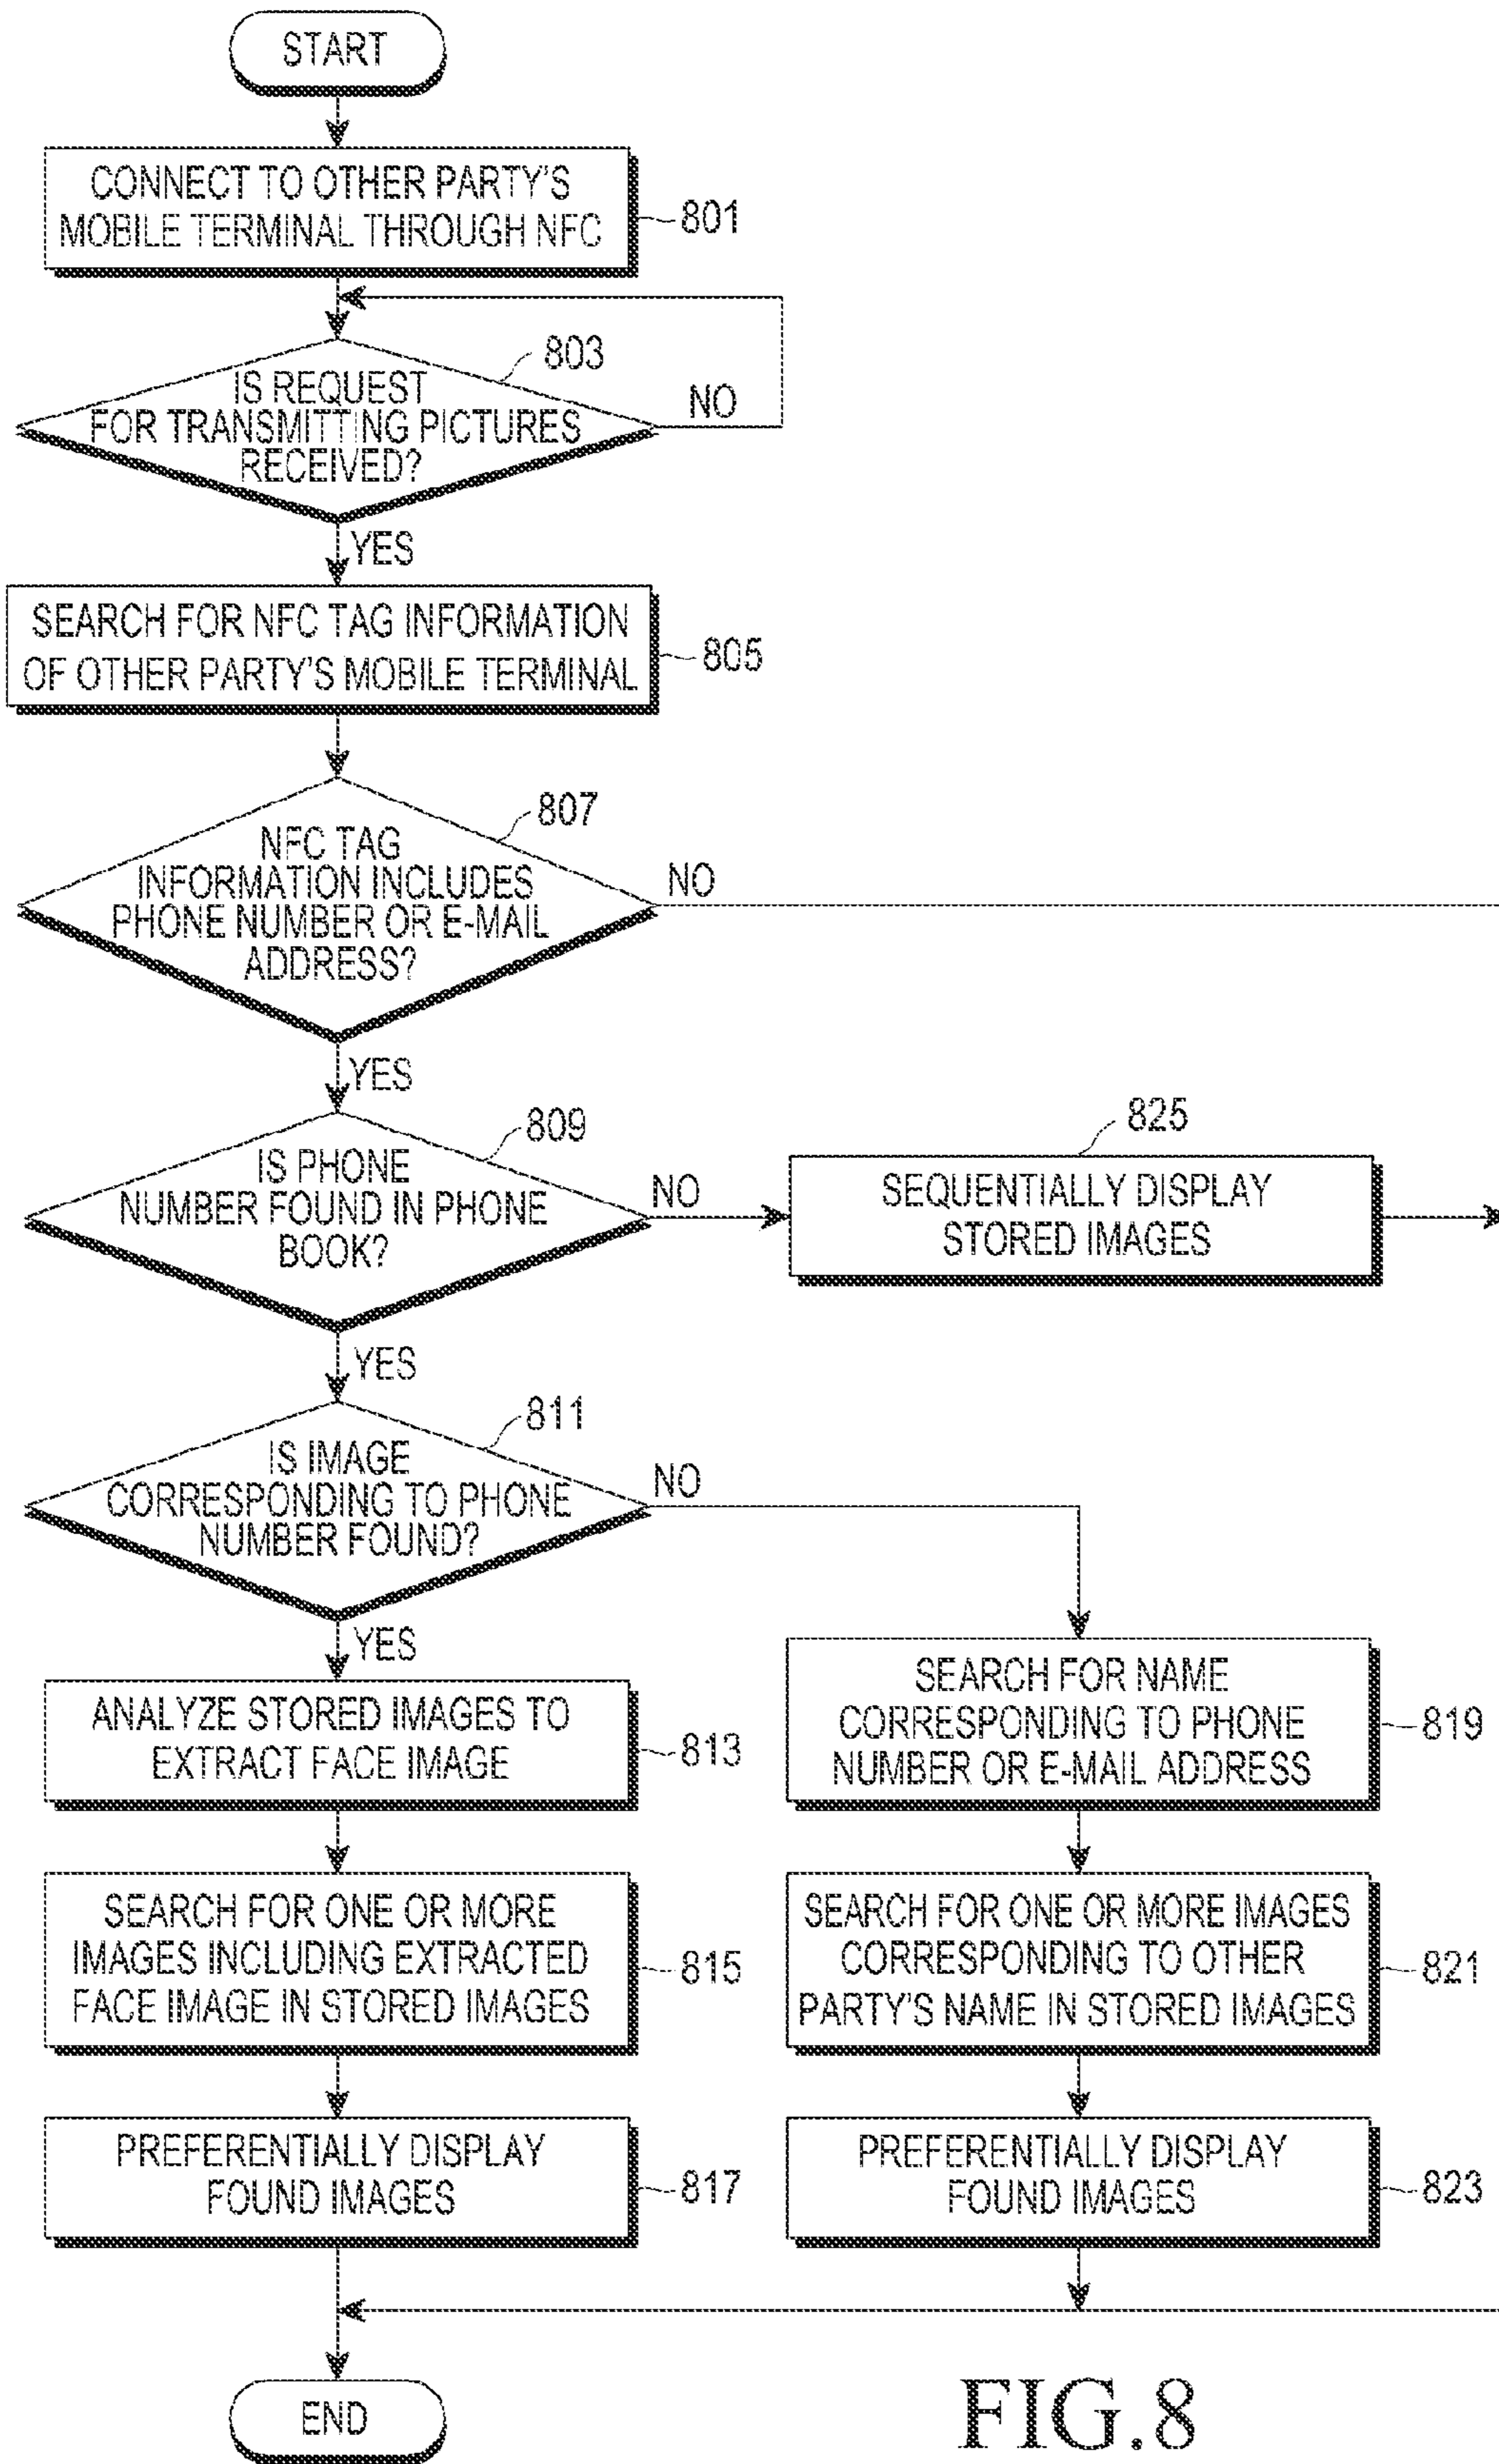 START
CONNECT TO OTHER PARTY'S
MOBILE TERMINAL THROUGH NFC
801
803
IS REQUEST
FOR TRANSMITTING PICTURES
RECEIVED?
NO
YES
SEARCH FOR NFC TAG INFORMATION
OF OTHER PARTY'S MOBILE TERMINAL
805
807
NFC TAG
INFORMATION INCLUDES
PHONE NUMBER OR E-MAIL
ADDRESS?
NO
YES
809
IS PHONE
NUMBER FOUND IN PHONE
BOOK?
NO
825
SEQUENTIALLY DISPLAY
STORED IMAGES
YES
811
IS IMAGE
CORRESPONDING TO PHONE
NUMBER FOUND?
NO
YES
ANALYZE STORED IMAGES TO
EXTRACT FACE IMAGE
813
SEARCH FOR NAME
CORRESPONDING TO PHONE
NUMBER OR E-MAIL ADDRESS
819
SEARCH FOR ONE OR MORE
IMAGES INCLUDING EXTRACTED
FACE IMAGE IN STORED IMAGES
815
SEARCH FOR ONE OR MORE IMAGES
CORRESPONDING TO OTHER
PARTY'S NAME IN STORED IMAGES
821
PREFERENTIALLY DISPLAY
FOUND IMAGES
817
PREFERENTIALLY DISPLAY
FOUND IMAGES
823
END
FIG.8